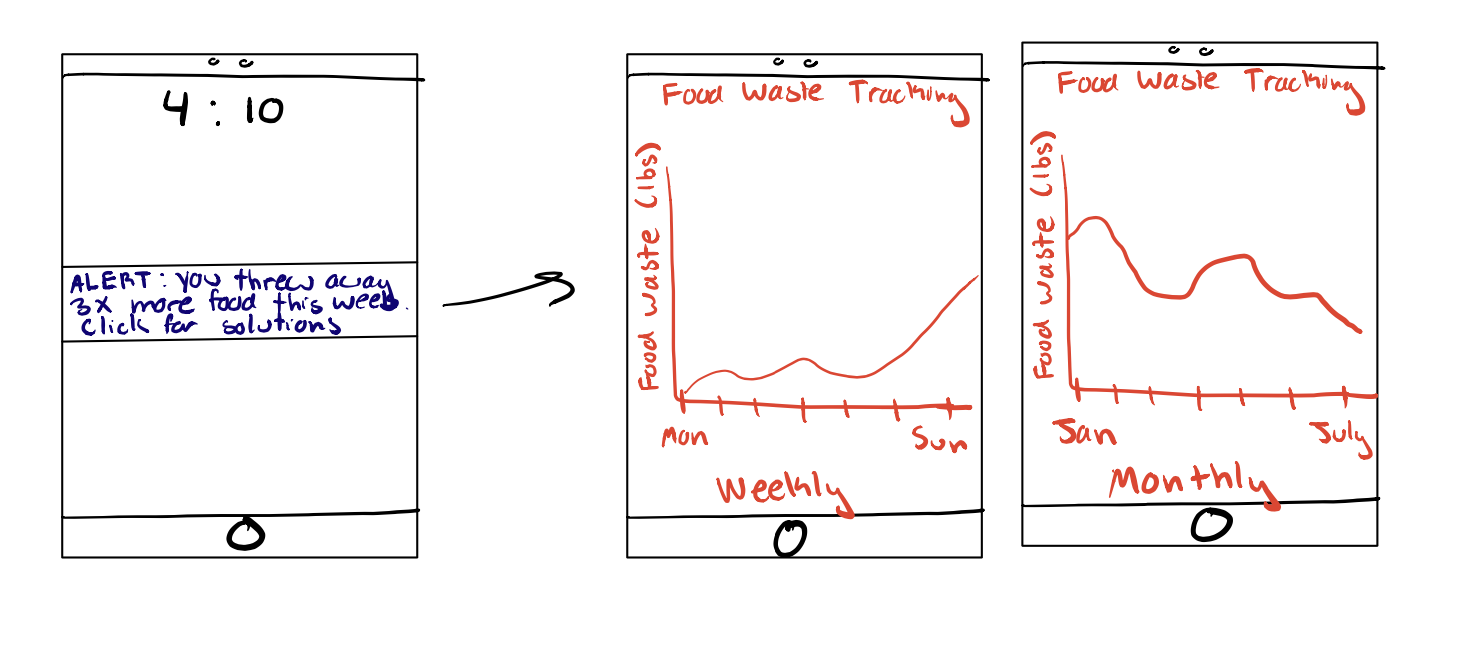 4 : 10
ALERT : you threw away
3X more food this week.
Click for solutions
Food Waste Tracking
Food Waste (lbs)
Mon
Sun
Weekly
Food Waste Tracking
Food Waste (lbs)
Jan
July
Monthly